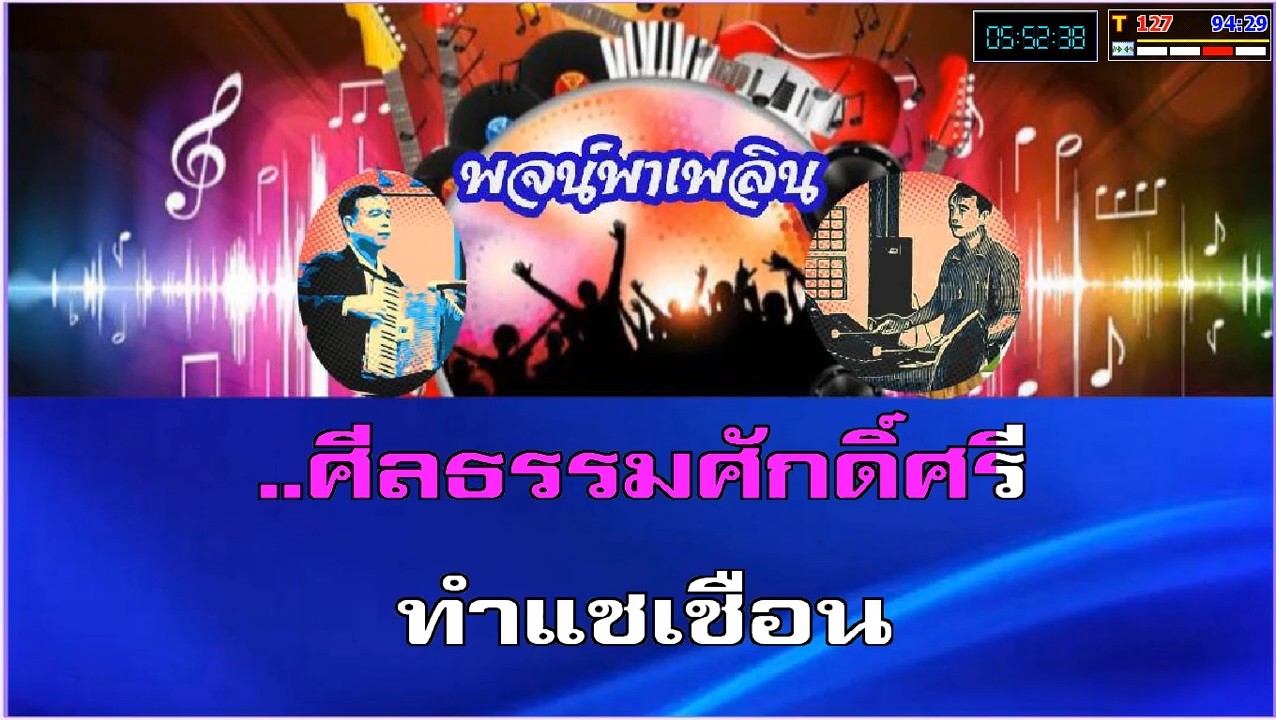 05:52:38
T 127 94:29
พจน์พาเพลิน
..ศีลธรรมศักดิ์ศรี
ทำแชเชือน